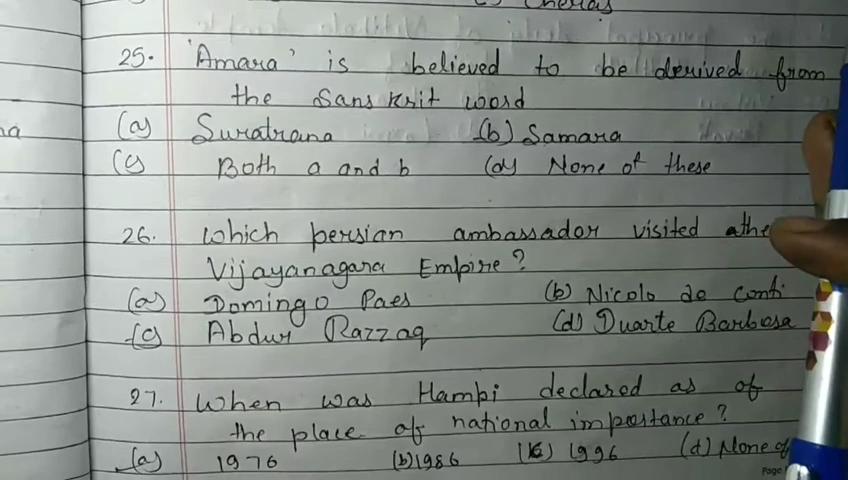 (c) Cheras
25. 'Amara' is believed to be derived from
the Sanskrit word
(a) Suratrana (b) Samara
(c) Both a and b (d) None of these
26. Which persian ambassador visited the
Vijayanagara Empire?
(a) Domingo Paes (b) Nicolo de conti
(c) Abdur Razzaq (d) Duarte Barbosa
27. When was Hampi declared as of
the place of national importance?
(a) 1976 (b) 1986 (c) 1996 (d) None of
Page